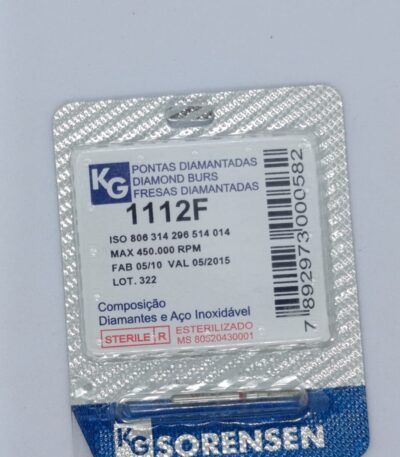 KG
PONTAS DIAMANTADAS
DIAMOND BURS
FRESAS DIAMANTADAS
1112F
ISO 806 314 296 514 014
MAX 450.000 RPM
FAB 05/10 VAL 05/2015
LOT. 322
Composição
Diamantes e Aço Inoxidável
STERILE R
ESTERILIZADO
MS 80520430001
7 892973 000582
KG SORENSEN